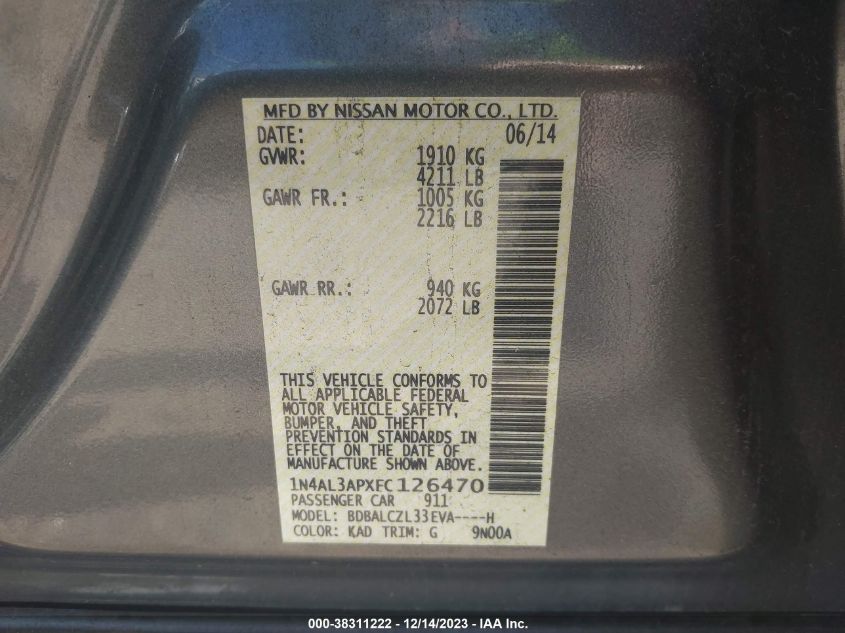 MFD BY NISSAN MOTOR CO., LTD.
DATE: 06/14
GVWR: 1910 KG
4211 LB
GAWR FR.: 1005 KG
2216 LB
GAWR RR.: 940 KG
2072 LB
THIS VEHICLE CONFORMS TO
ALL APPLICABLE FEDERAL
MOTOR VEHICLE SAFETY,
BUMPER, AND THEFT
PREVENTION STANDARDS IN
EFFECT ON THE DATE OF
MANUFACTURE SHOWN ABOVE.
1N4AL3APXFC126470
PASSENGER CAR 911
MODEL: BDBALCZL33EVA----H
COLOR: KAD TRIM: G 9N00A
000-38311222 - 12/14/2023 - IAA Inc.